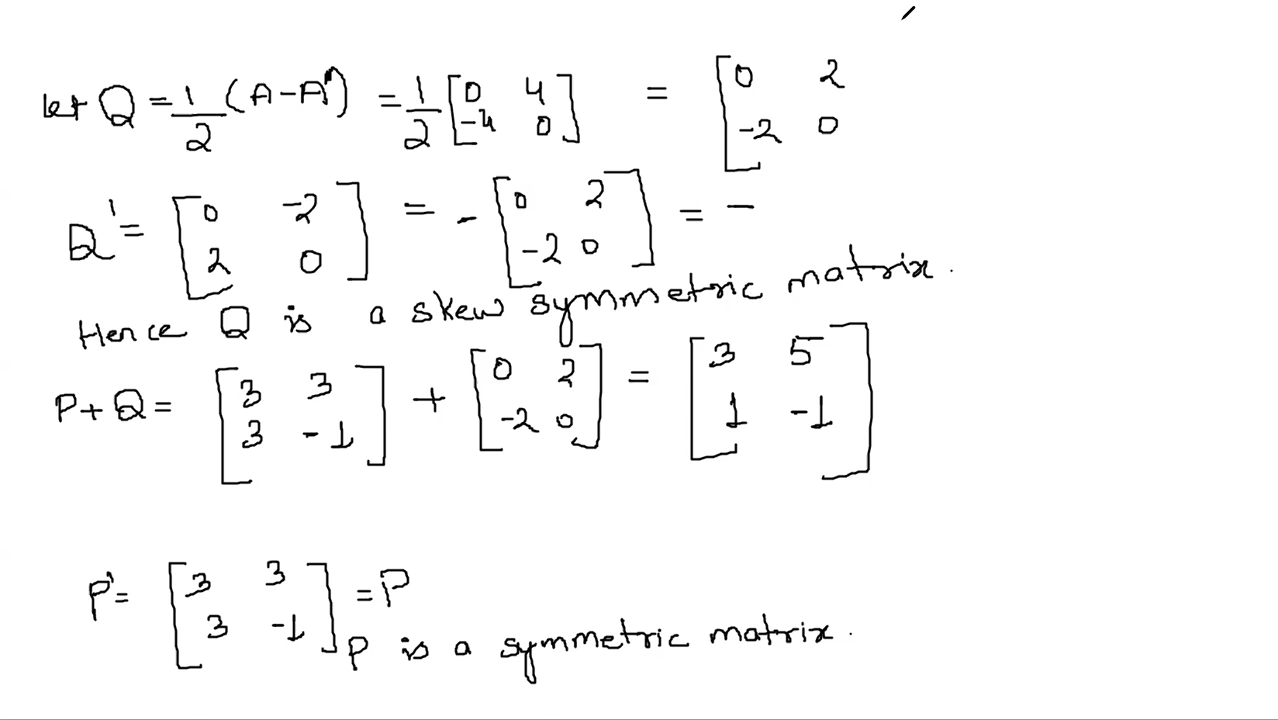 let Q = 1/2 (A - A') = 1/2 [0 4; -4 0] = [0 2; -2 0]
Q' = [0 -2; 2 0] = - [0 2; -2 0] = -
Hence Q is a skew symmetric matrix.
P + Q = [3 3; 3 -1] + [0 2; -2 0] = [3 5; 1 -1]
P' = [3 3; 3 -1] = P
P is a symmetric matrix.